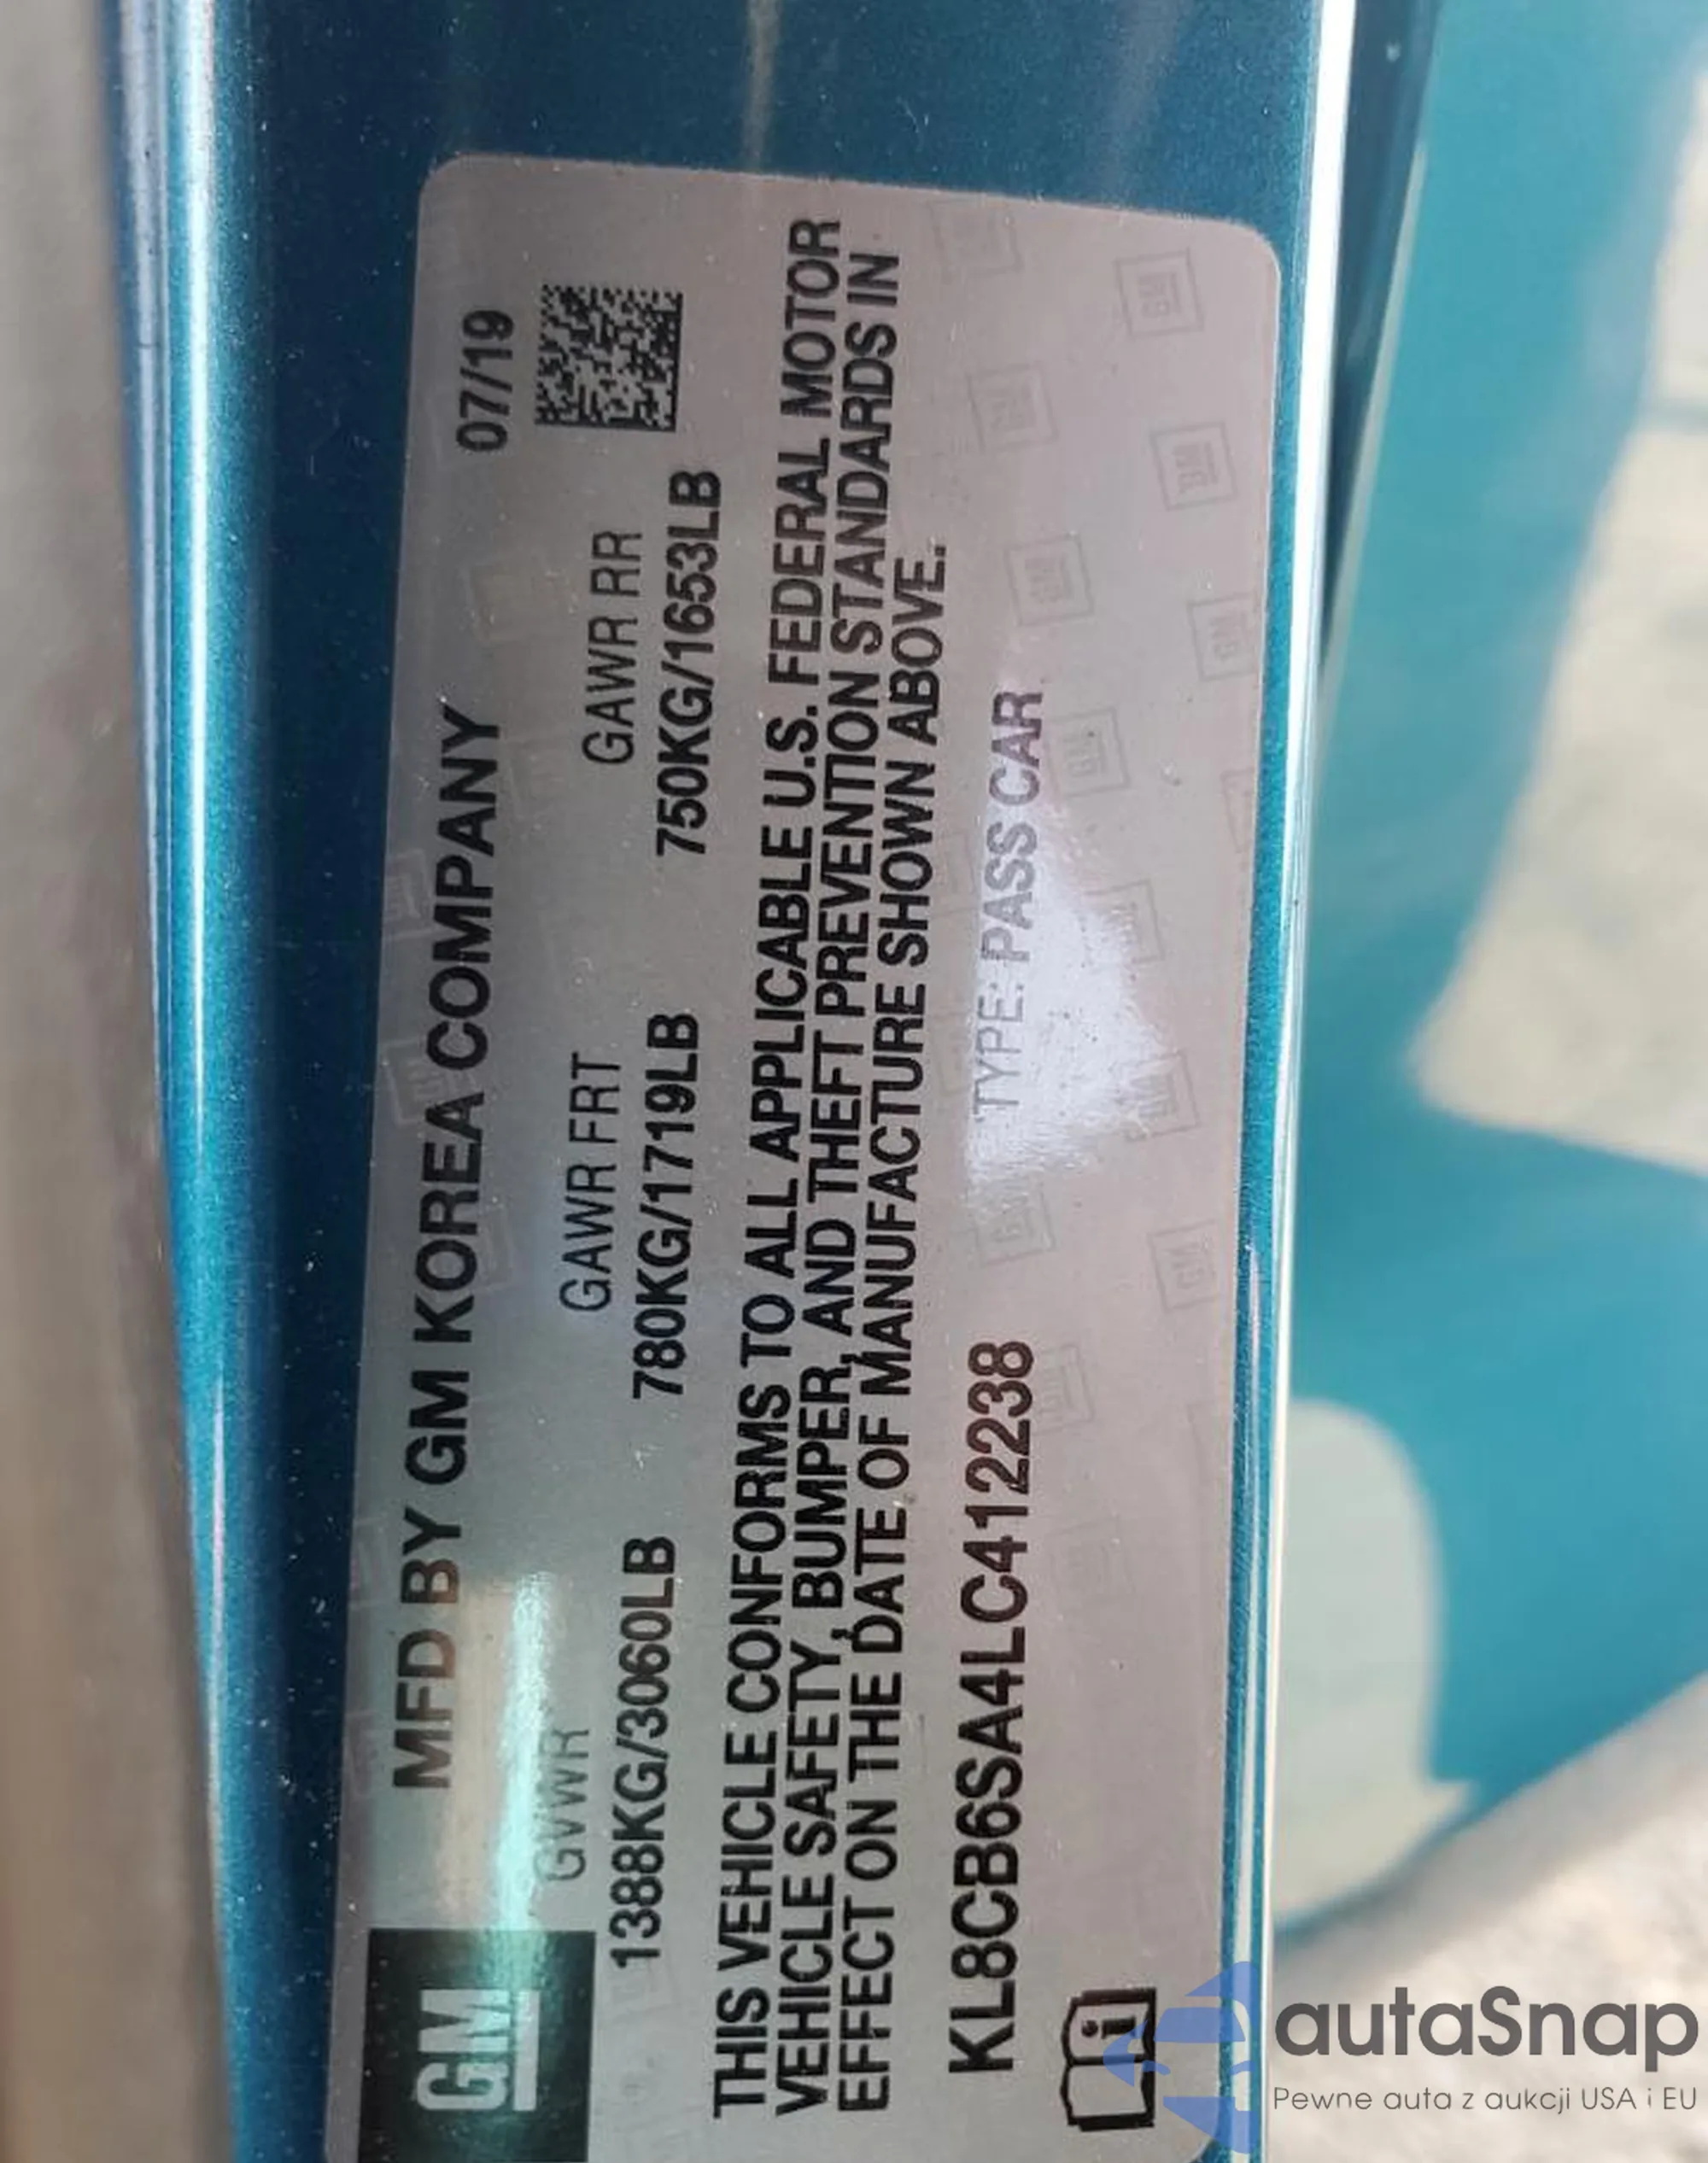 GM
MFD BY GM KOREA COMPANY 07/19
GVWR GAWR FRT GAWR RR
1388KG/3060LB 780KG/1719LB 750KG/1653LB
THIS VEHICLE CONFORMS TO ALL APPLICABLE U.S. FEDERAL MOTOR
VEHICLE SAFETY, BUMPER, AND THEFT PREVENTION STANDARDS IN
EFFECT ON THE DATE OF MANUFACTURE SHOWN ABOVE.
KL8CB6SA4LC412238 TYPE: PASS CAR
i
autaSnap
Pewne auta z aukcji USA i EU